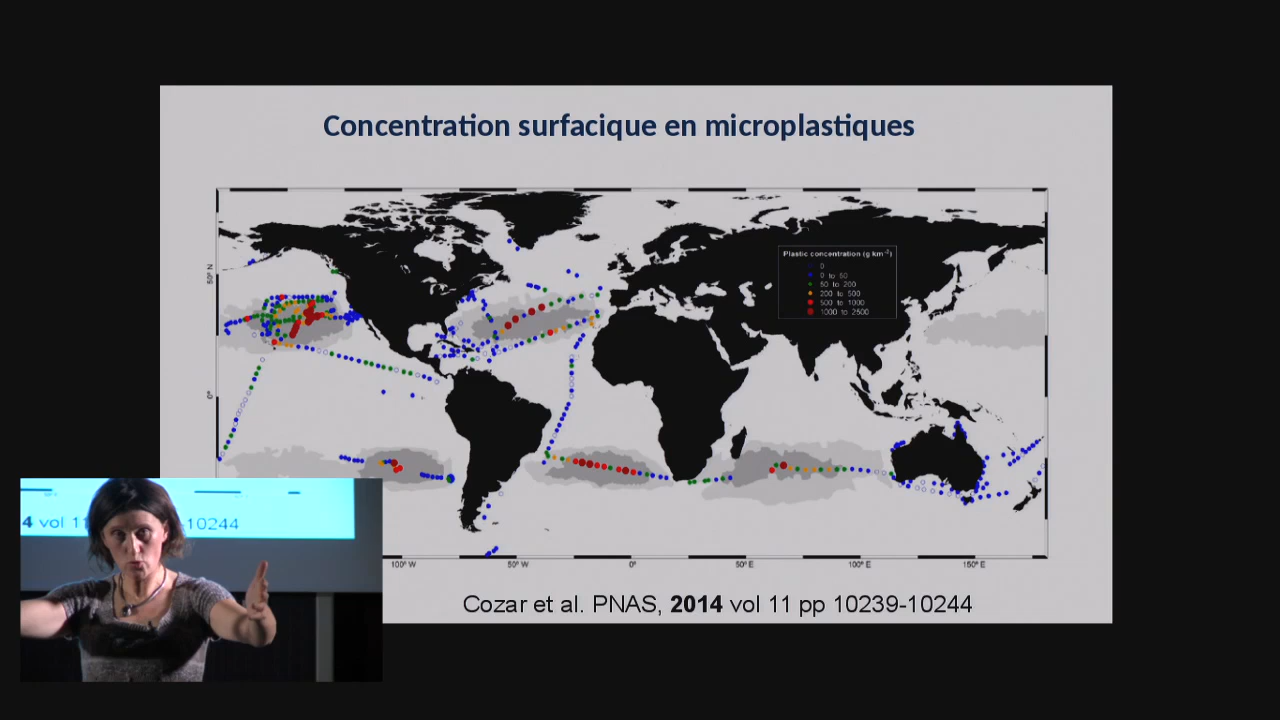 Concentration surfacique en microplastiques
Plastic concentration (g km-2)
0
0 to 50
50 to 200
200 to 500
500 to 1000
1000 to 2500
50° N
0°
100° W
50° W
0°
50° E
100° E
150° E
Cozar et al. PNAS, 2014 vol 11 pp 10239-10244
4 vol 11
-10244